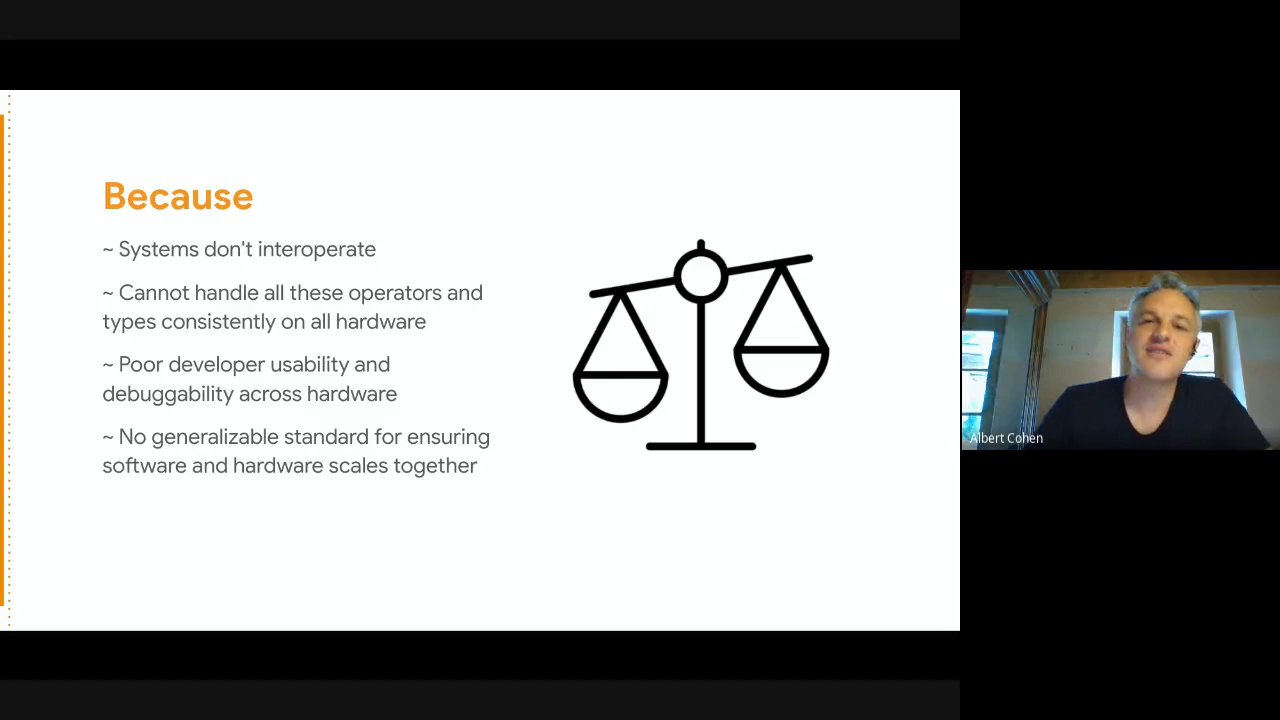 Because
~ Systems don't interoperate
~ Cannot handle all these operators and
types consistently on all hardware
~ Poor developer usability and
debuggability across hardware
~ No generalizable standard for ensuring
software and hardware scales together
Albert Cohen